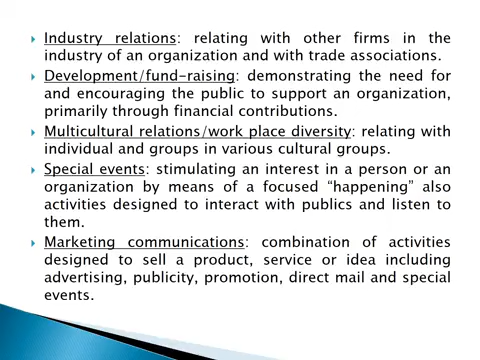 Industry relations: relating with other firms in the
industry of an organization and with trade associations.
Development/fund-raising: demonstrating the need for
and encouraging the public to support an organization,
primarily through financial contributions.
Multicultural relations/work place diversity: relating with
individual and groups in various cultural groups.
Special events: stimulating an interest in a person or an
organization by means of a focused “happening” also
activities designed to interact with publics and listen to
them.
Marketing communications: combination of activities
designed to sell a product, service or idea including
advertising, publicity, promotion, direct mail and special
events.